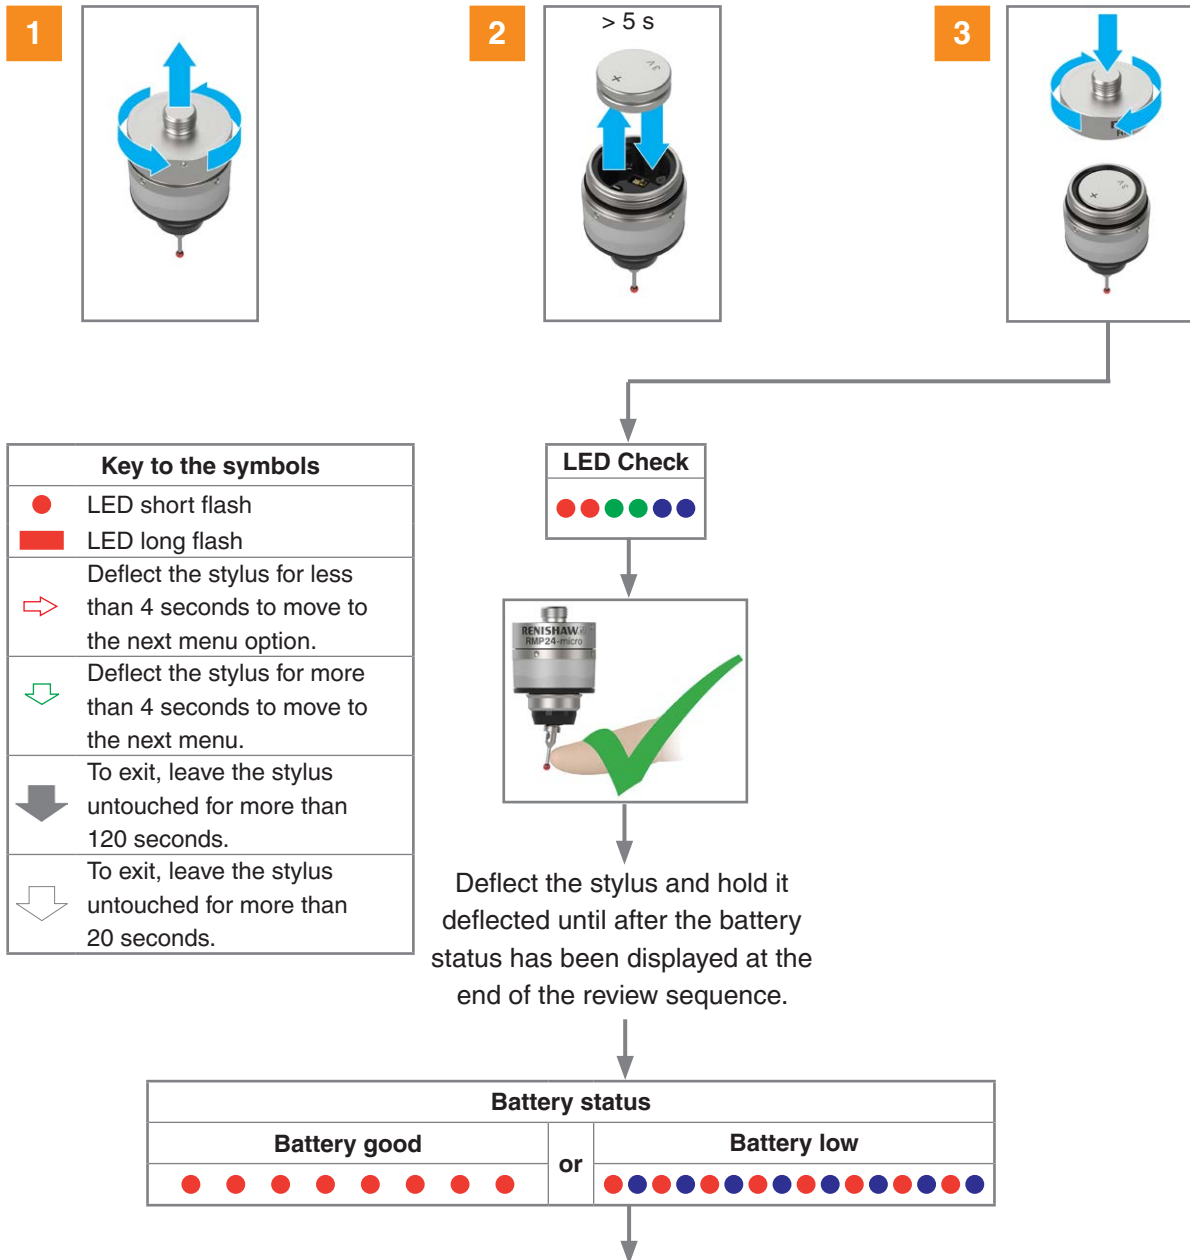 1
2
> 5 s
3V
+
3
3V
+
Key to the symbols
LED short flash
LED long flash
Deflect the stylus for less
than 4 seconds to move to
the next menu option.
Deflect the stylus for more
than 4 seconds to move to
the next menu.
To exit, leave the stylus
untouched for more than
120 seconds.
To exit, leave the stylus
untouched for more than
20 seconds.
LED Check
RENISHAW
RMP24-micro
Deflect the stylus and hold it
deflected until after the battery
status has been displayed at the
end of the review sequence.
Battery status
Battery good
or
Battery low